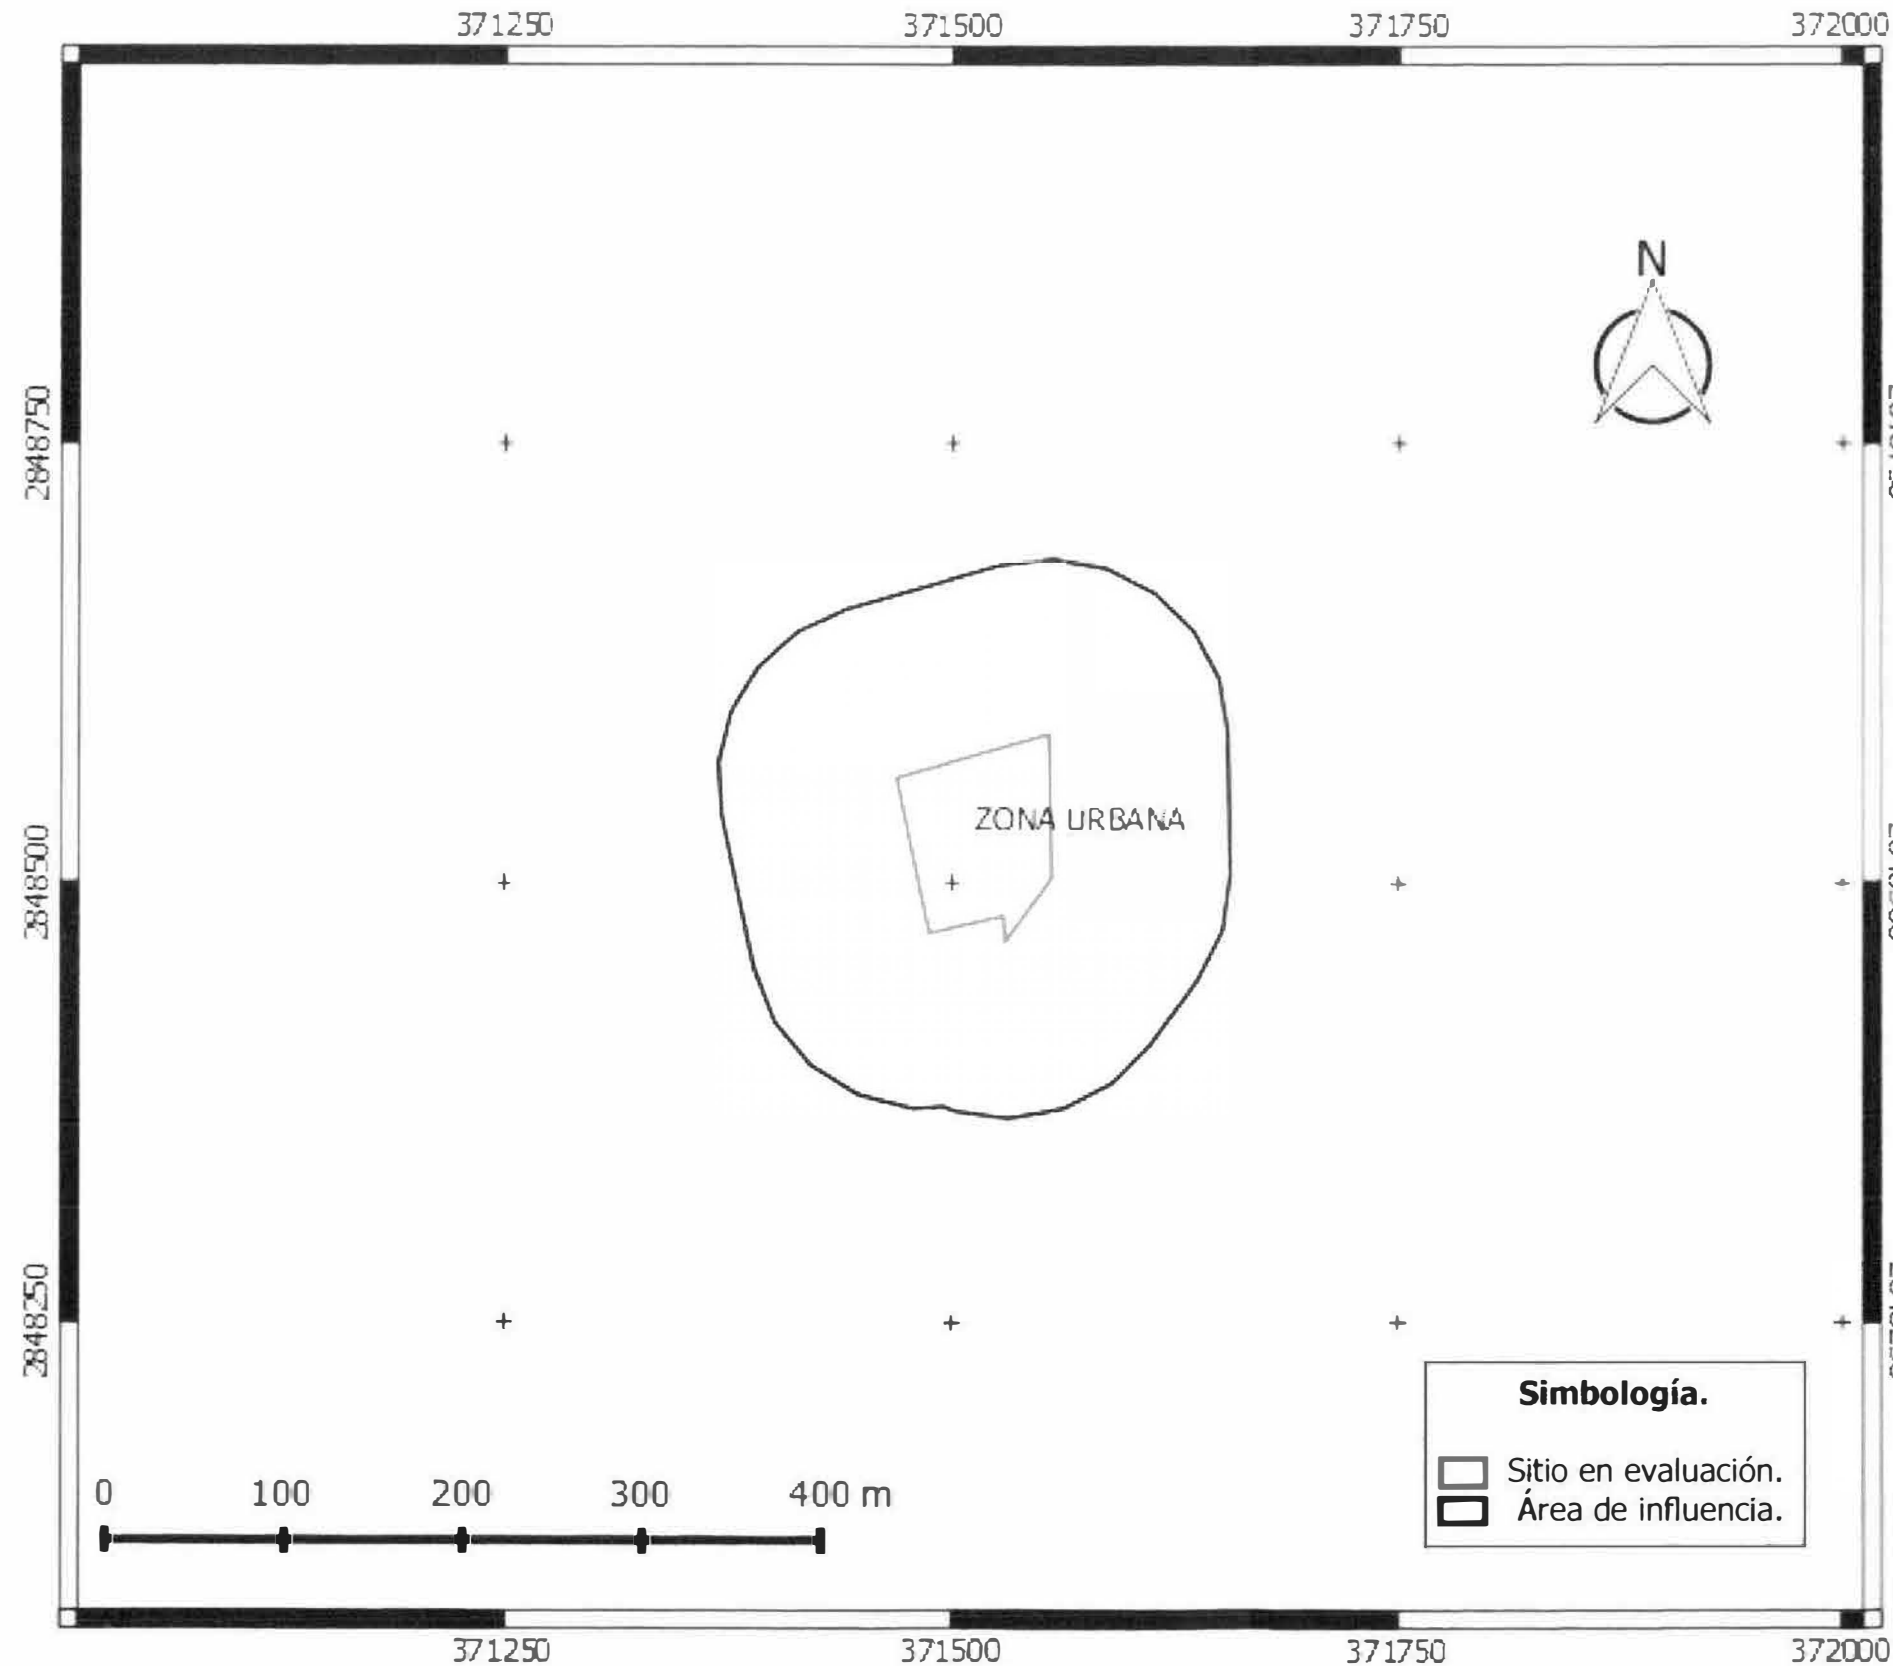 371250 371500 371750 372000
N
2848750
ZONA URBANA
2848500
2848250
Simbología.
Sitio en evaluación.
Área de influencia.
0 100 200 300 400 m
371250 371500 371750 372000